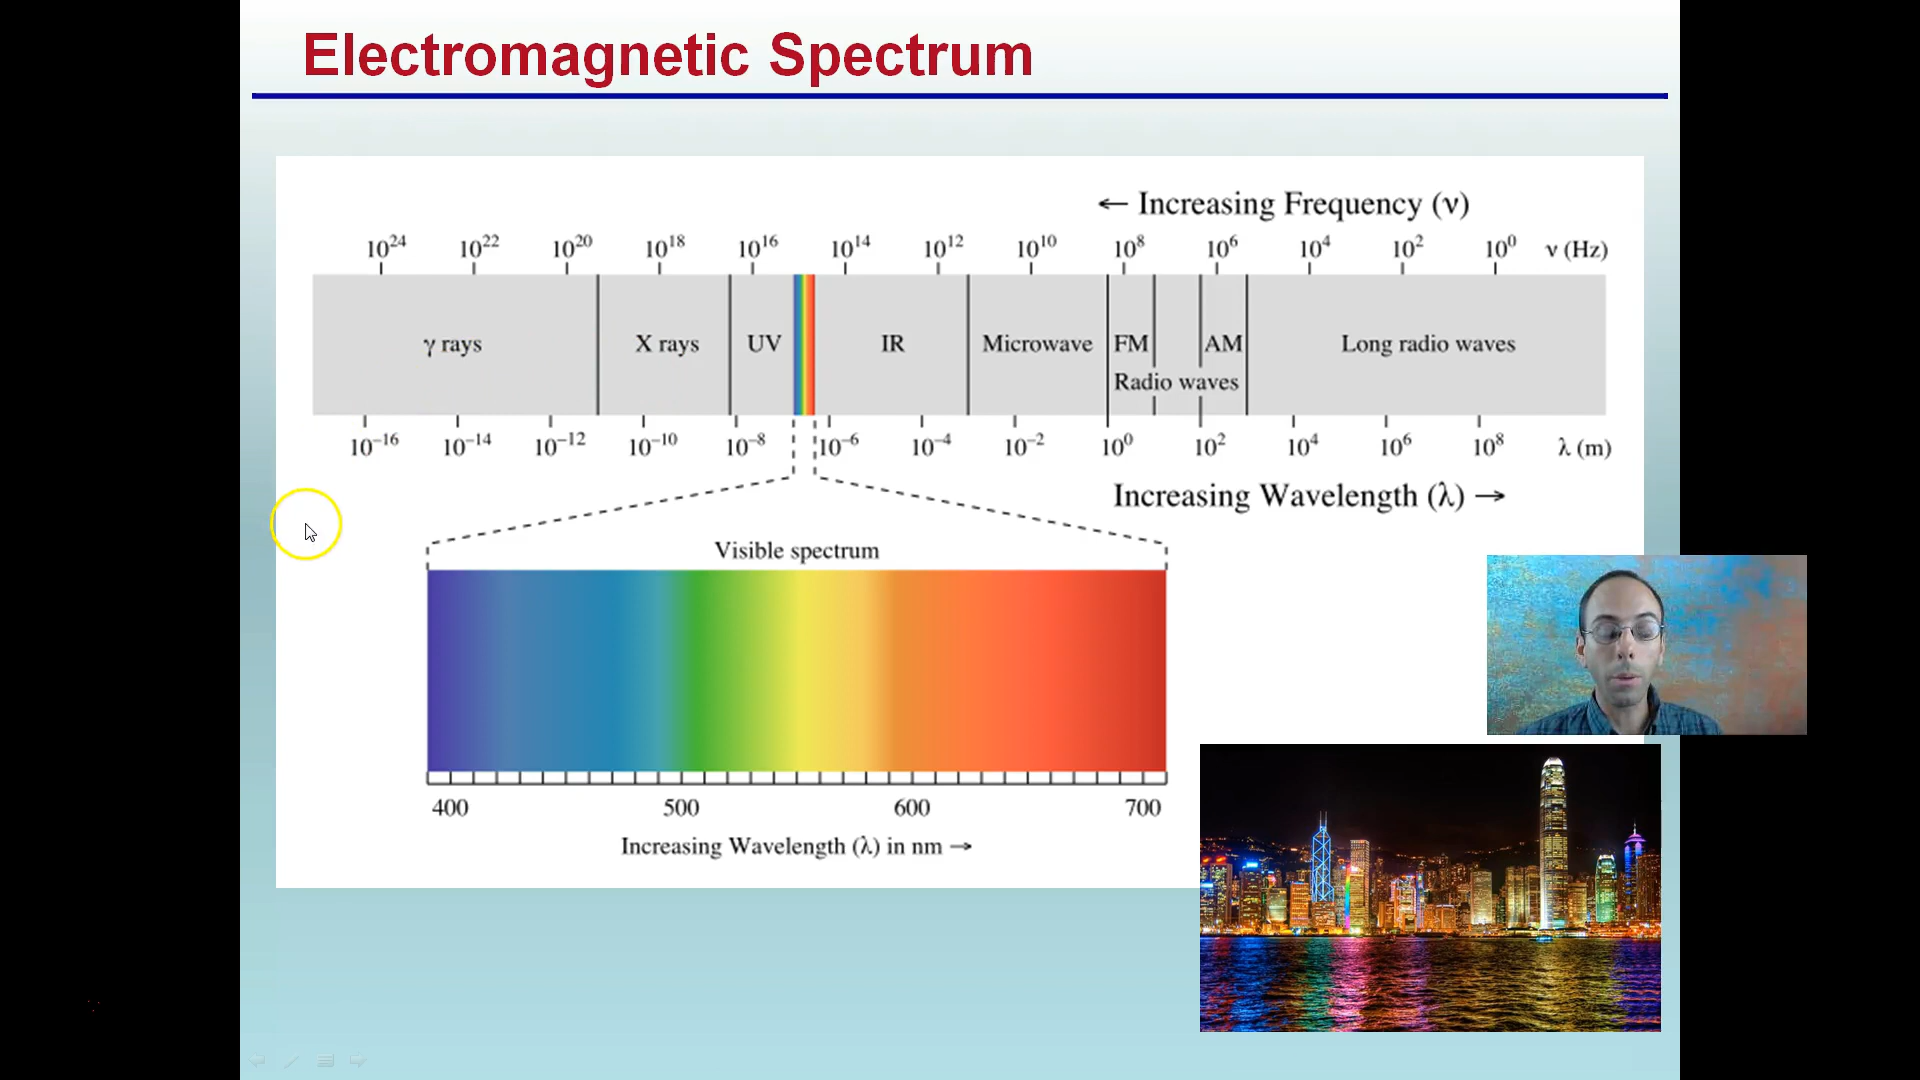 Electromagnetic Spectrum
← Increasing Frequency (ν)
10²⁴ 10²² 10²⁰ 10¹⁸ 10¹⁶ 10¹⁴ 10¹² 10¹⁰ 10⁸ 10⁶ 10⁴ 10² 10⁰ ν (Hz)
γ rays X rays UV IR Microwave FM AM Long radio waves
Radio waves
10⁻¹⁶ 10⁻¹⁴ 10⁻¹² 10⁻¹⁰ 10⁻⁸ 10⁻⁶ 10⁻⁴ 10⁻² 10⁰ 10² 10⁴ 10⁶ 10⁸ λ (m)
Increasing Wavelength (λ) →
Visible spectrum
400 500 600 700
Increasing Wavelength (λ) in nm →